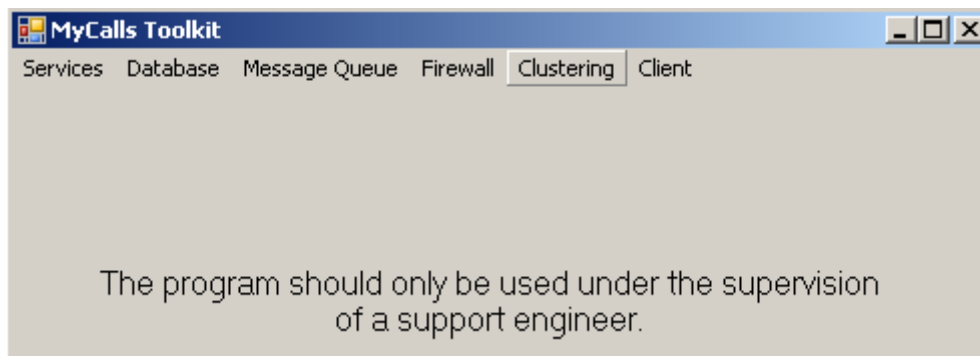 MyCalls Toolkit
Services Database Message Queue Firewall Clustering Client
The program should only be used under the supervision
of a support engineer.